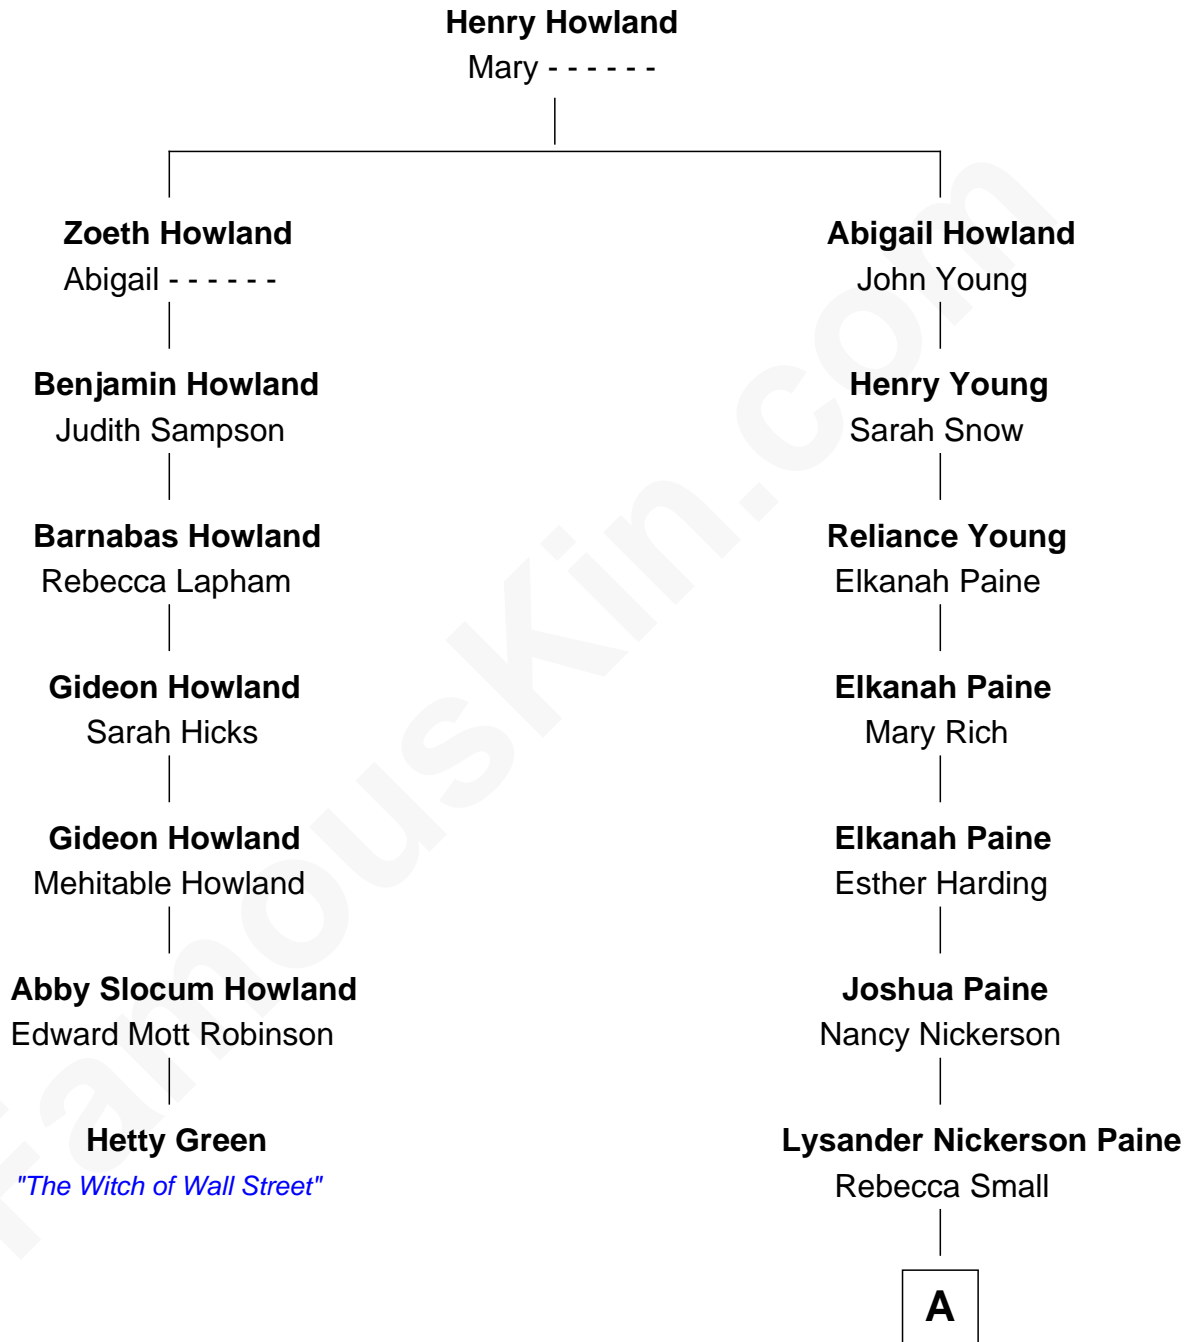 Henry Howland
Mary - - - - - -
Zoeth Howland
Abigail - - - - - -
Abigail Howland
John Young
Benjamin Howland
Judith Sampson
Henry Young
Sarah Snow
Barnabas Howland
Rebecca Lapham
Reliance Young
Elkanah Paine
Gideon Howland
Sarah Hicks
Elkanah Paine
Mary Rich
Gideon Howland
Mehitable Howland
Elkanah Paine
Esther Harding
Abby Slocum Howland
Edward Mott Robinson
Joshua Paine
Nancy Nickerson
Hetty Green
"The Witch of Wall Street"
Lysander Nickerson Paine
Rebecca Small
A
FamousKin.com